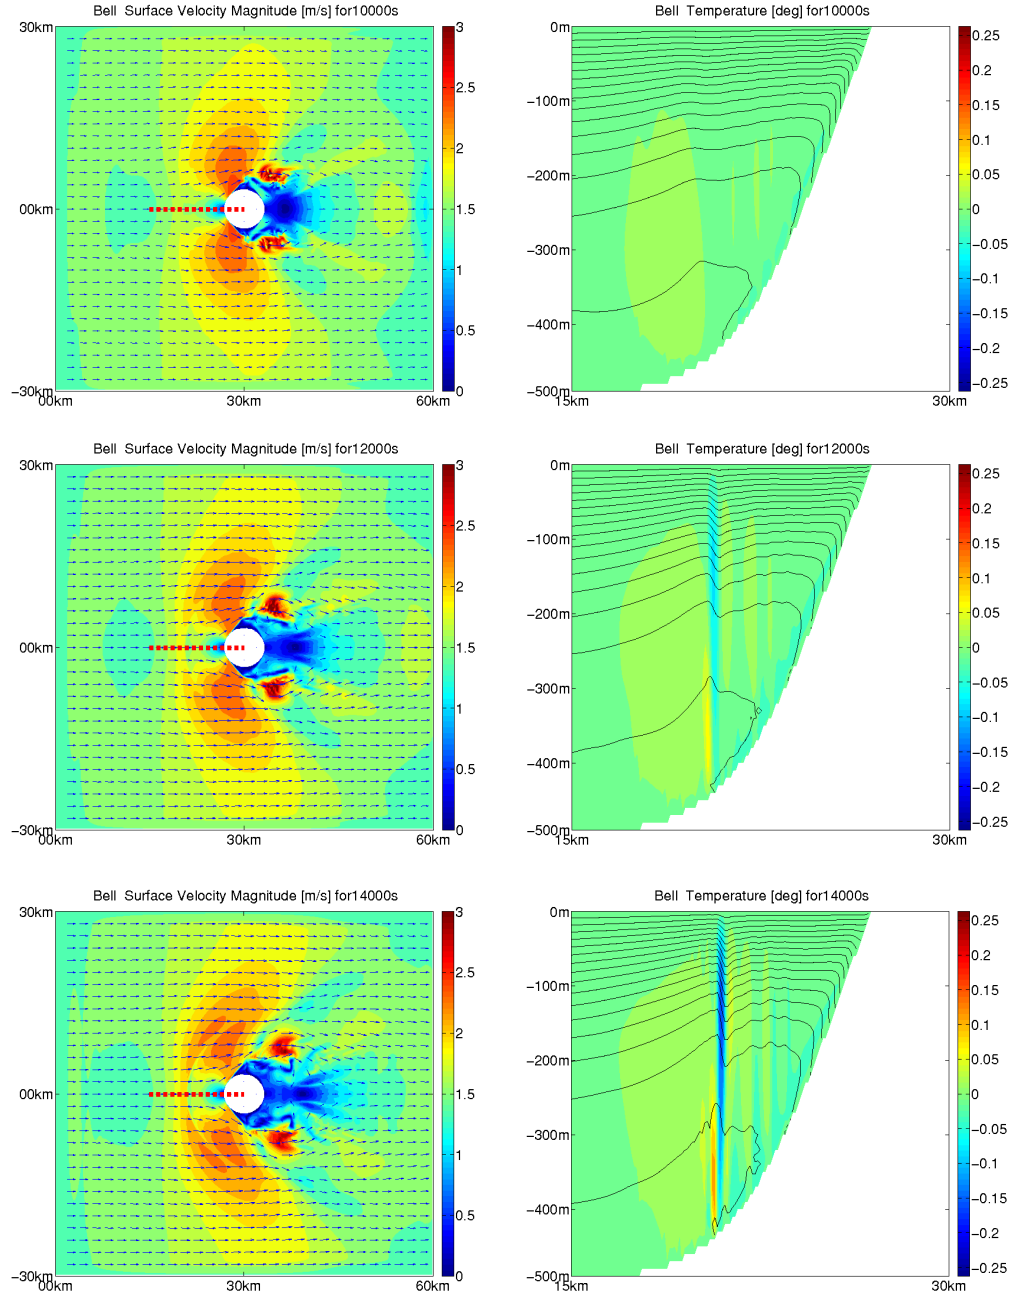 Bell  Surface Velocity Magnitude [m/s] for10000s
30km
00km
−30km
00km
30km
60km
3
2.5
2
1.5
1
0.5
0
Bell  Temperature [deg] for10000s
0m
−100m
−200m
−300m
−400m
−500m
15km
30km
0.25
0.2
0.15
0.1
0.05
0
−0.05
−0.1
−0.15
−0.2
−0.25
Bell  Surface Velocity Magnitude [m/s] for12000s
30km
00km
−30km
00km
30km
60km
3
2.5
2
1.5
1
0.5
0
Bell  Temperature [deg] for12000s
0m
−100m
−200m
−300m
−400m
−500m
15km
30km
0.25
0.2
0.15
0.1
0.05
0
−0.05
−0.1
−0.15
−0.2
−0.25
Bell  Surface Velocity Magnitude [m/s] for14000s
30km
00km
−30km
00km
30km
60km
3
2.5
2
1.5
1
0.5
0
Bell  Temperature [deg] for14000s
0m
−100m
−200m
−300m
−400m
−500m
15km
30km
0.25
0.2
0.15
0.1
0.05
0
−0.05
−0.1
−0.15
−0.2
−0.25